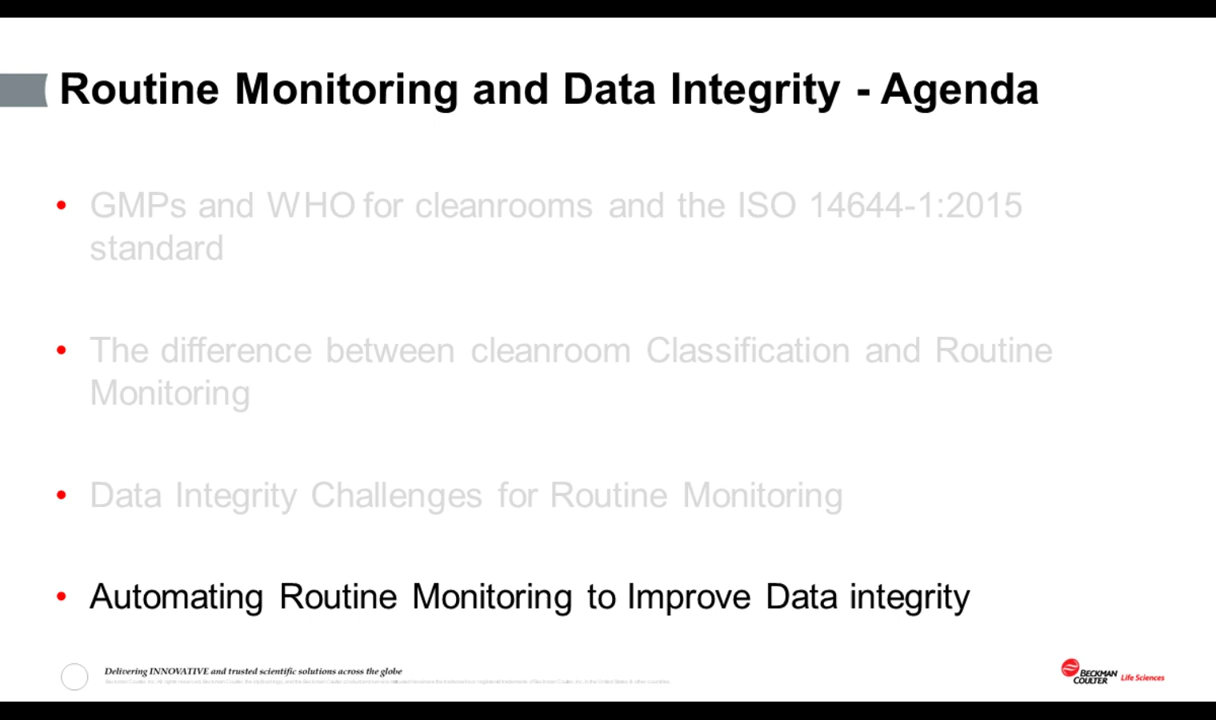 Routine Monitoring and Data Integrity - Agenda
• GMPs and WHO for cleanrooms and the ISO 14644-1:2015
standard
• The difference between cleanroom Classification and Routine
Monitoring
• Data Integrity Challenges for Routine Monitoring
• Automating Routine Monitoring to Improve Data integrity
Delivering INNOVATIVE and trusted scientific solutions across the globe
BECKMAN
COULTER Life Sciences